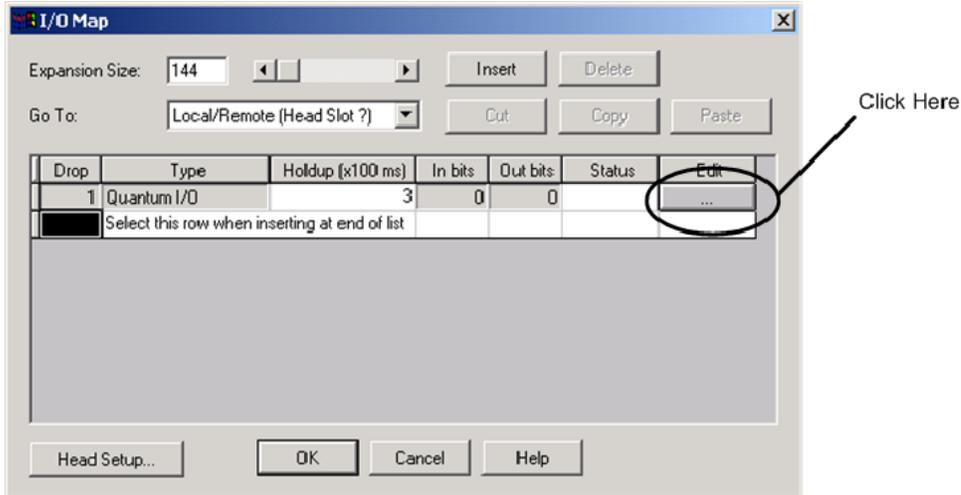 I/O Map
Expansion Size: 144 Insert Delete
Go To: Local/Remote (Head Slot ?) Cut Copy Paste
Click Here
Drop Type Holdup (x100 ms) In bits Out bits Status Edit
1 Quantum I/O 3 0 0 ...
Select this row when inserting at end of list
Head Setup... OK Cancel Help